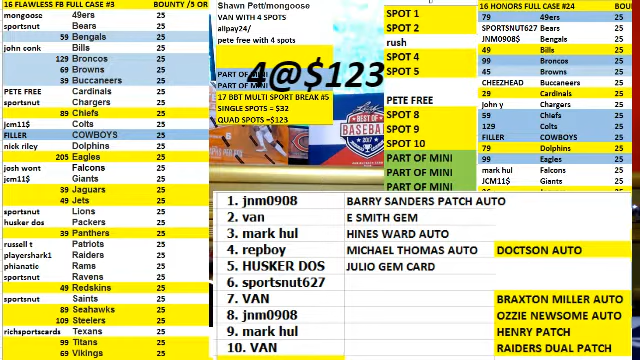 16 FLAWLESS FB FULL CASE #3 BOUNTY /5 OR
mongoose 49ers 25
sportsnut Bears 25
59 Bengals 25
john conk Bills 25
129 Broncos 25
69 Browns 25
39 Buccaneers 25
PETE FREE Cardinals 25
sportsnut Chargers 25
89 Chiefs 25
jcm11$ Colts 25
FILLER COWBOYS 25
nick riley Dolphins 25
205 Eagles 25
josh wont Falcons 25
jcm11$ Giants 25
39 Jaguars 25
49 Jets 25
sportsnut Lions 25
husker dos Packers 25
39 Panthers 25
russell t Patriots 25
playershark1 Raiders 25
phianatic Rams 25
sportsnut Ravens 25
49 Redskins 25
sportsnut Saints 25
89 Seahawks 25
109 Steelers 25
richsportscards Texans 25
99 Titans 25
69 Vikings 25
Shawn Pett/mongoose
VAN WITH 4 SPOTS
allpay24/
pete free with 4 spots
PART OF MINI
PART OF MINI
4@$123
17 BBT MULTI SPORT BREAK #5
SINGLE SPOTS = $32
QUAD SPOTS =$123
BEST OF
BASEBALL
2017
SPOT 1
SPOT 2
rush
SPOT 4
SPOT 5
PETE FREE
SPOT 8
SPOT 9
SPOT 10
PART OF MINI
PART OF MINI
PART OF MINI
16 HONORS FULL CASE #24 BOU
79 49ers 25
SPORTSNUT627 Bears 25
JNM0908$ Bengals 25
49 Bills 25
99 Broncos 25
45 Browns 25
CHEEZHEAD Buccaneers 25
29 Cardinals 25
john y Chargers 25
59 Chiefs 25
129 Colts 25
FILLER COWBOYS 25
79 Dolphins 25
99 Eagles 25
mark hul Falcons 25
JCM11$ Giants 25
1. jnm0908 BARRY SANDERS PATCH AUTO
2. van E SMITH GEM
3. mark hul HINES WARD AUTO
4. repboy MICHAEL THOMAS AUTO DOCTSON AUTO
5. HUSKER DOS JULIO GEM CARD
6. sportsnut627
7. VAN BRAXTON MILLER AUTO
8. jnm0908 OZZIE NEWSOME AUTO
9. mark hul HENRY PATCH
10. VAN RAIDERS DUAL PATCH